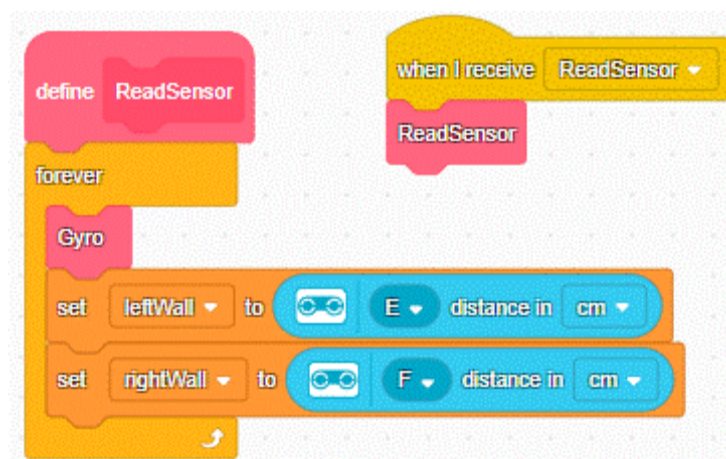 define ReadSensor
forever
Gyro
set leftWall to E distance in cm
set rightWall to F distance in cm
when I receive ReadSensor
ReadSensor